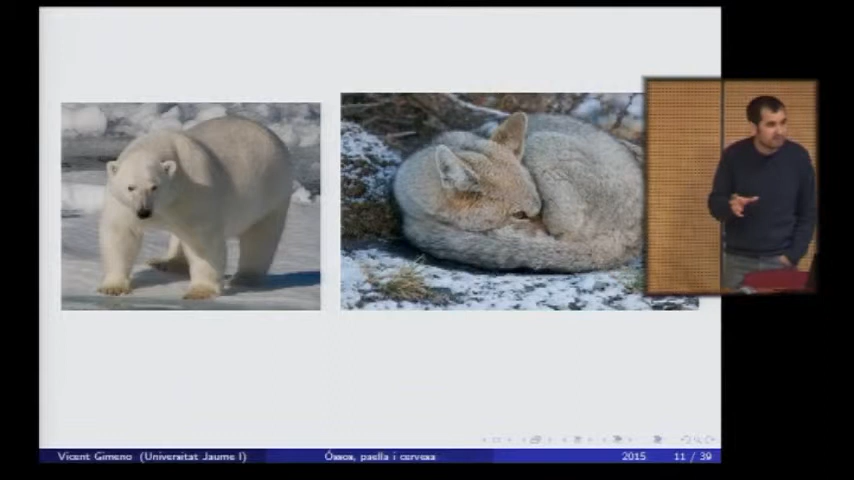 Vicent Gimeno (Universitat Jaume I) Óssos, paella i cervesa 2015 11 / 39